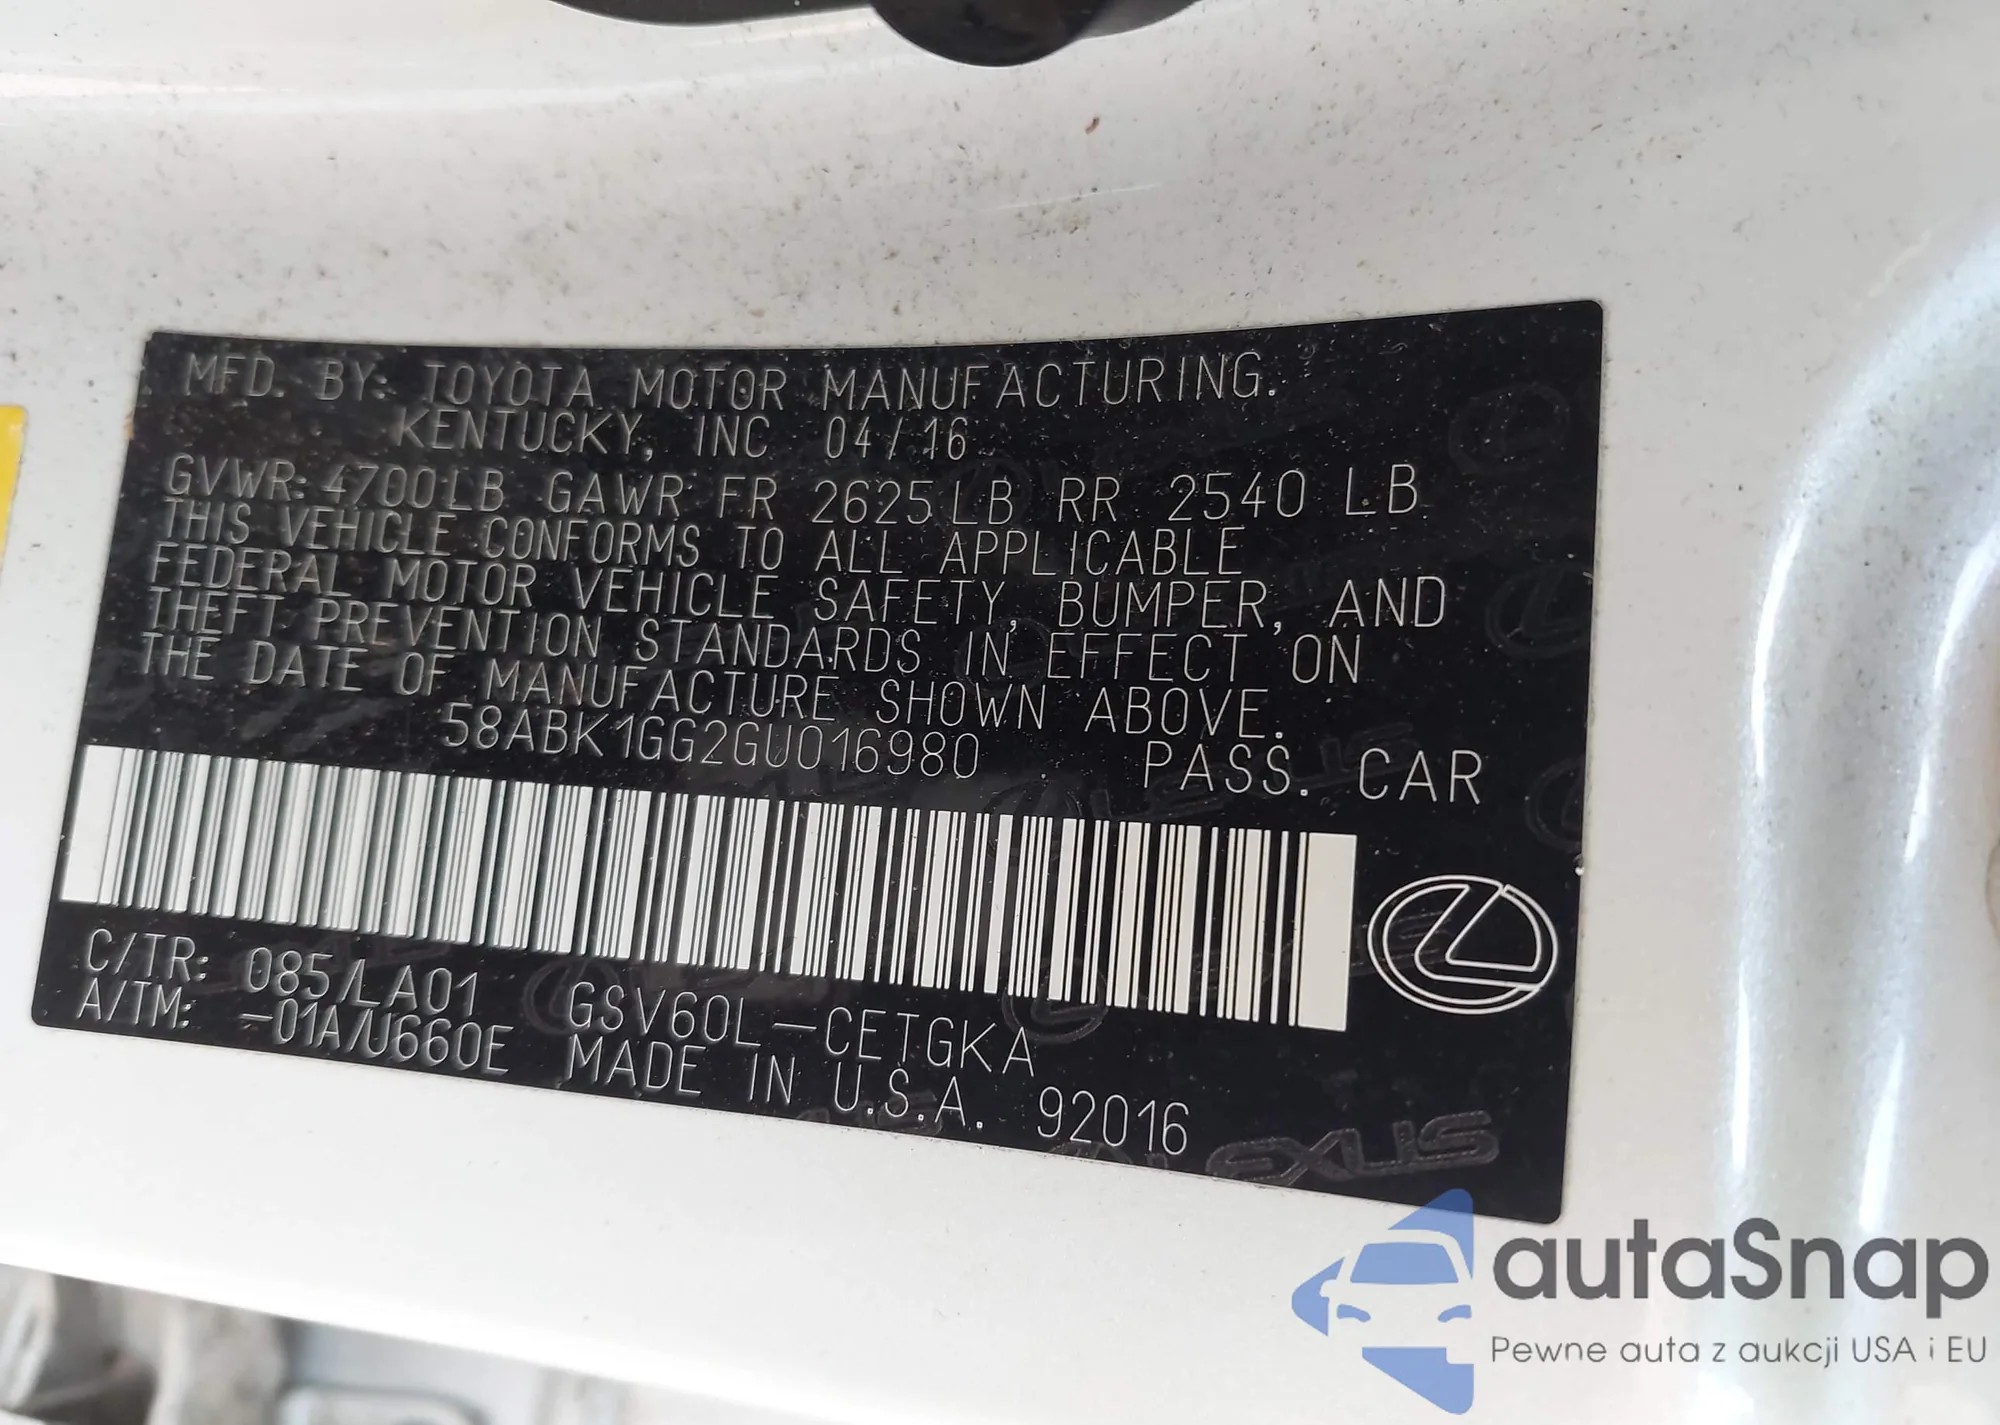 MFD. BY: TOYOTA MOTOR MANUFACTURING.
KENTUCKY, INC 04/16
GVWR: 4700LB GAWR FR 2625LB RR 2540 LB
THIS VEHICLE CONFORMS TO ALL APPLICABLE
FEDERAL MOTOR VEHICLE SAFETY, BUMPER, AND
THEFT PREVENTION STANDARDS IN EFFECT ON
THE DATE OF MANUFACTURE SHOWN ABOVE.
58ABK1GG2GU016980 PASS. CAR
C/TR: 085/LA01 GSV60L-CETGKA
A/TM: -01A/U660E MADE IN U.S.A. 92016
LEXUS
autaSnap
Pewne auta z aukcji USA i EU